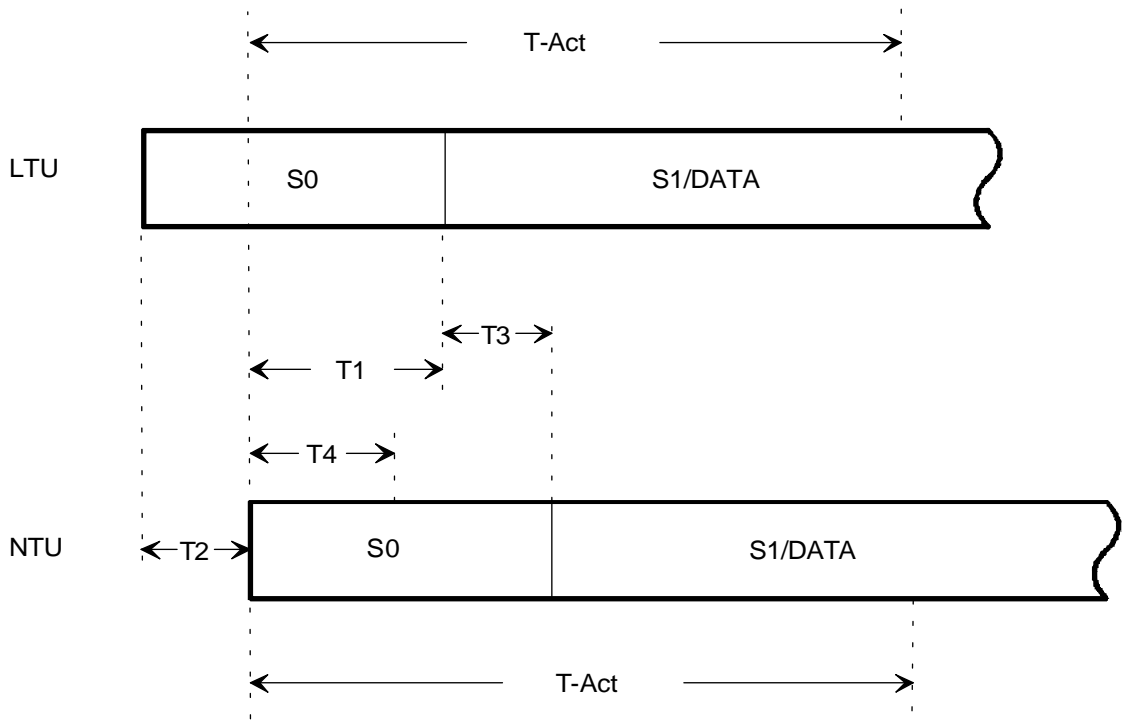 T-Act
LTU
S0
S1/DATA
T3
T1
T4
NTU
T2
S0
S1/DATA
T-Act